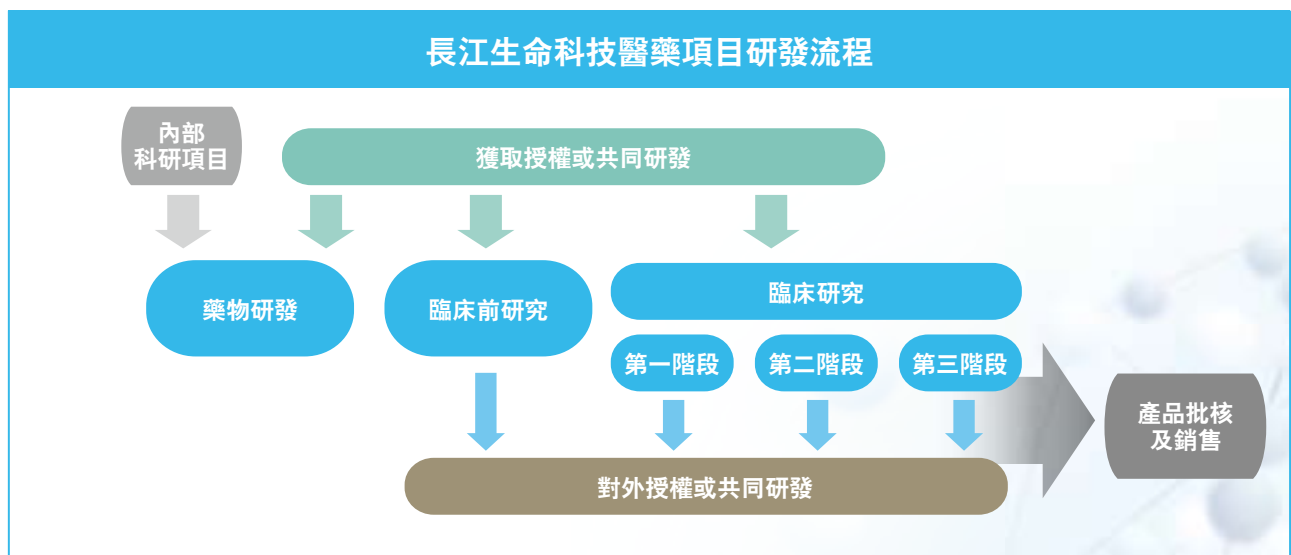 長江生命科技醫藥項目研發流程
內部
科研項目
獲取授權或共同研發
藥物研發
臨床前研究
臨床研究
第一階段
第二階段
第三階段
產品批核
及銷售
對外授權或共同研發